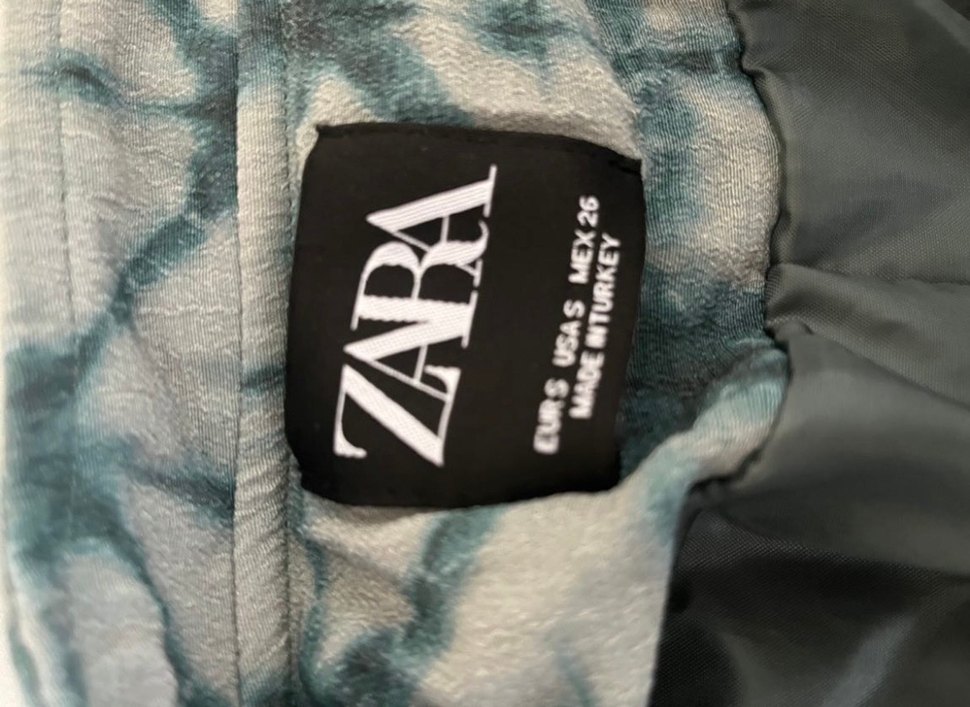 ZARA
EUR S USA S MEX 26
MADE IN TURKEY